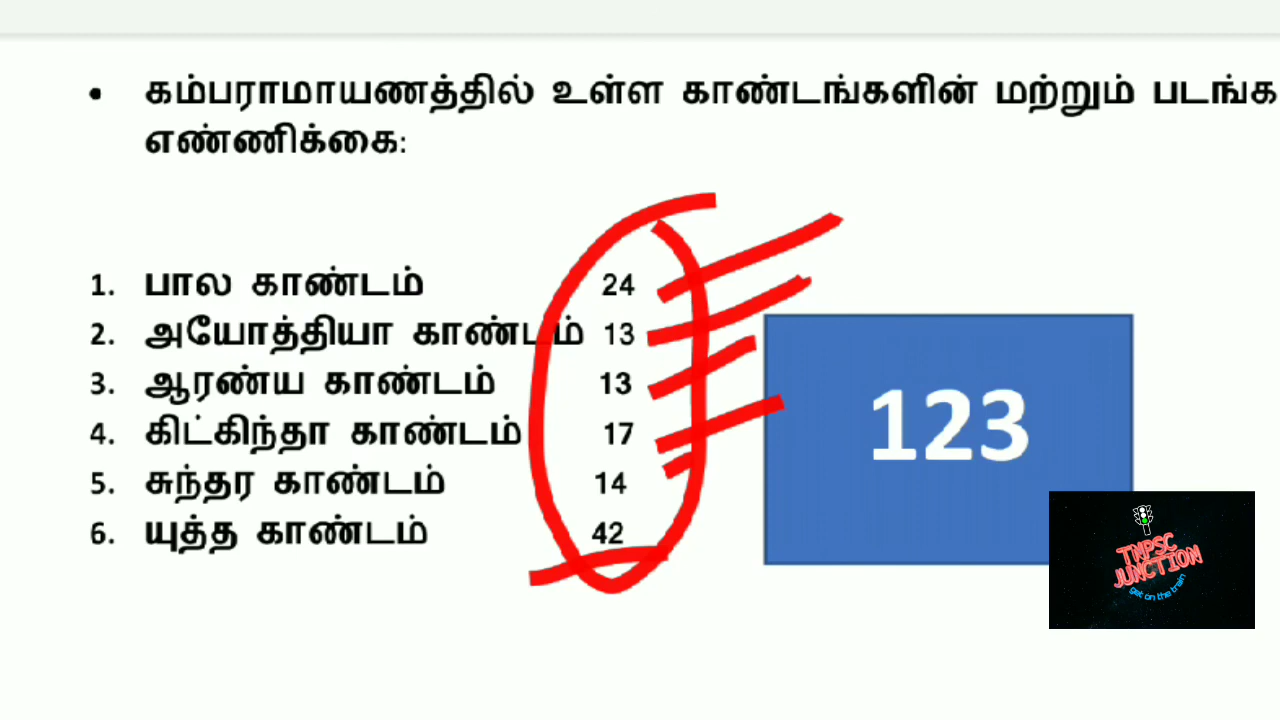 • கம்பராமாயணத்தில் உள்ள காண்டங்களின் மற்றும் படங்க
எண்ணிக்கை:
1. பால காண்டம் 24
2. அயோத்தியா காண்டம் 13
3. ஆரண்ய காண்டம் 13
4. கிட்கிந்தா காண்டம் 17
5. சுந்தர காண்டம் 14
6. யுத்த காண்டம் 42
123
TNPSC
JUNCTION
get on the train